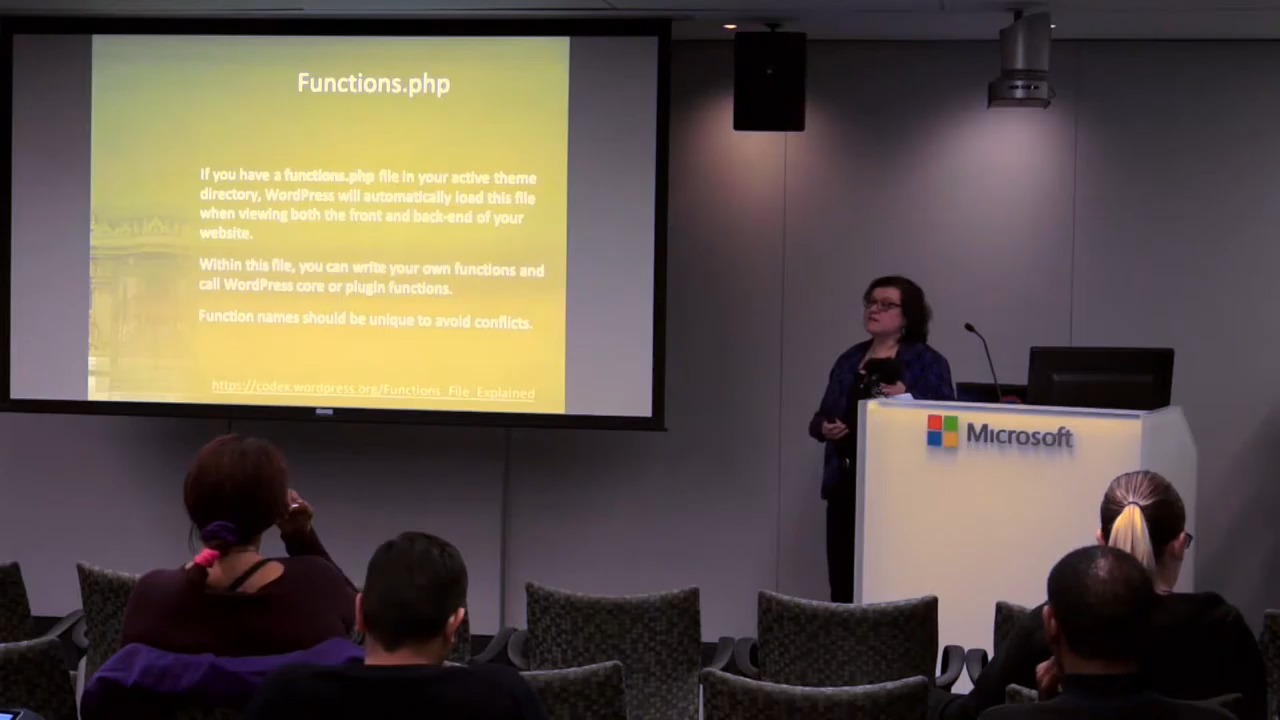 Functions.php
If you have a functions.php file in your active theme
directory, WordPress will automatically load this file
when viewing both the front and back-end of your
website.
Within this file, you can write your own functions and
call WordPress core or plugin functions.
Function names should be unique to avoid conflicts.
https://codex.wordpress.org/Functions_File_Explained
Microsoft